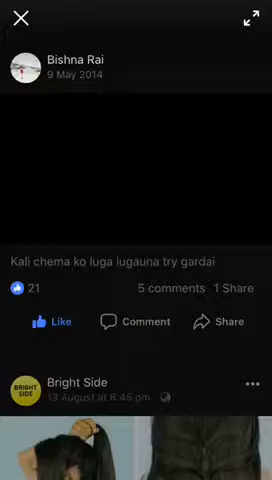 Bishna Rai
9 May 2014
Kali chema ko luga lugauna try gardai
21
5 comments 1 Share
Like Comment Share
BRIGHT
SIDE
Bright Side
13 August at 8:45 pm